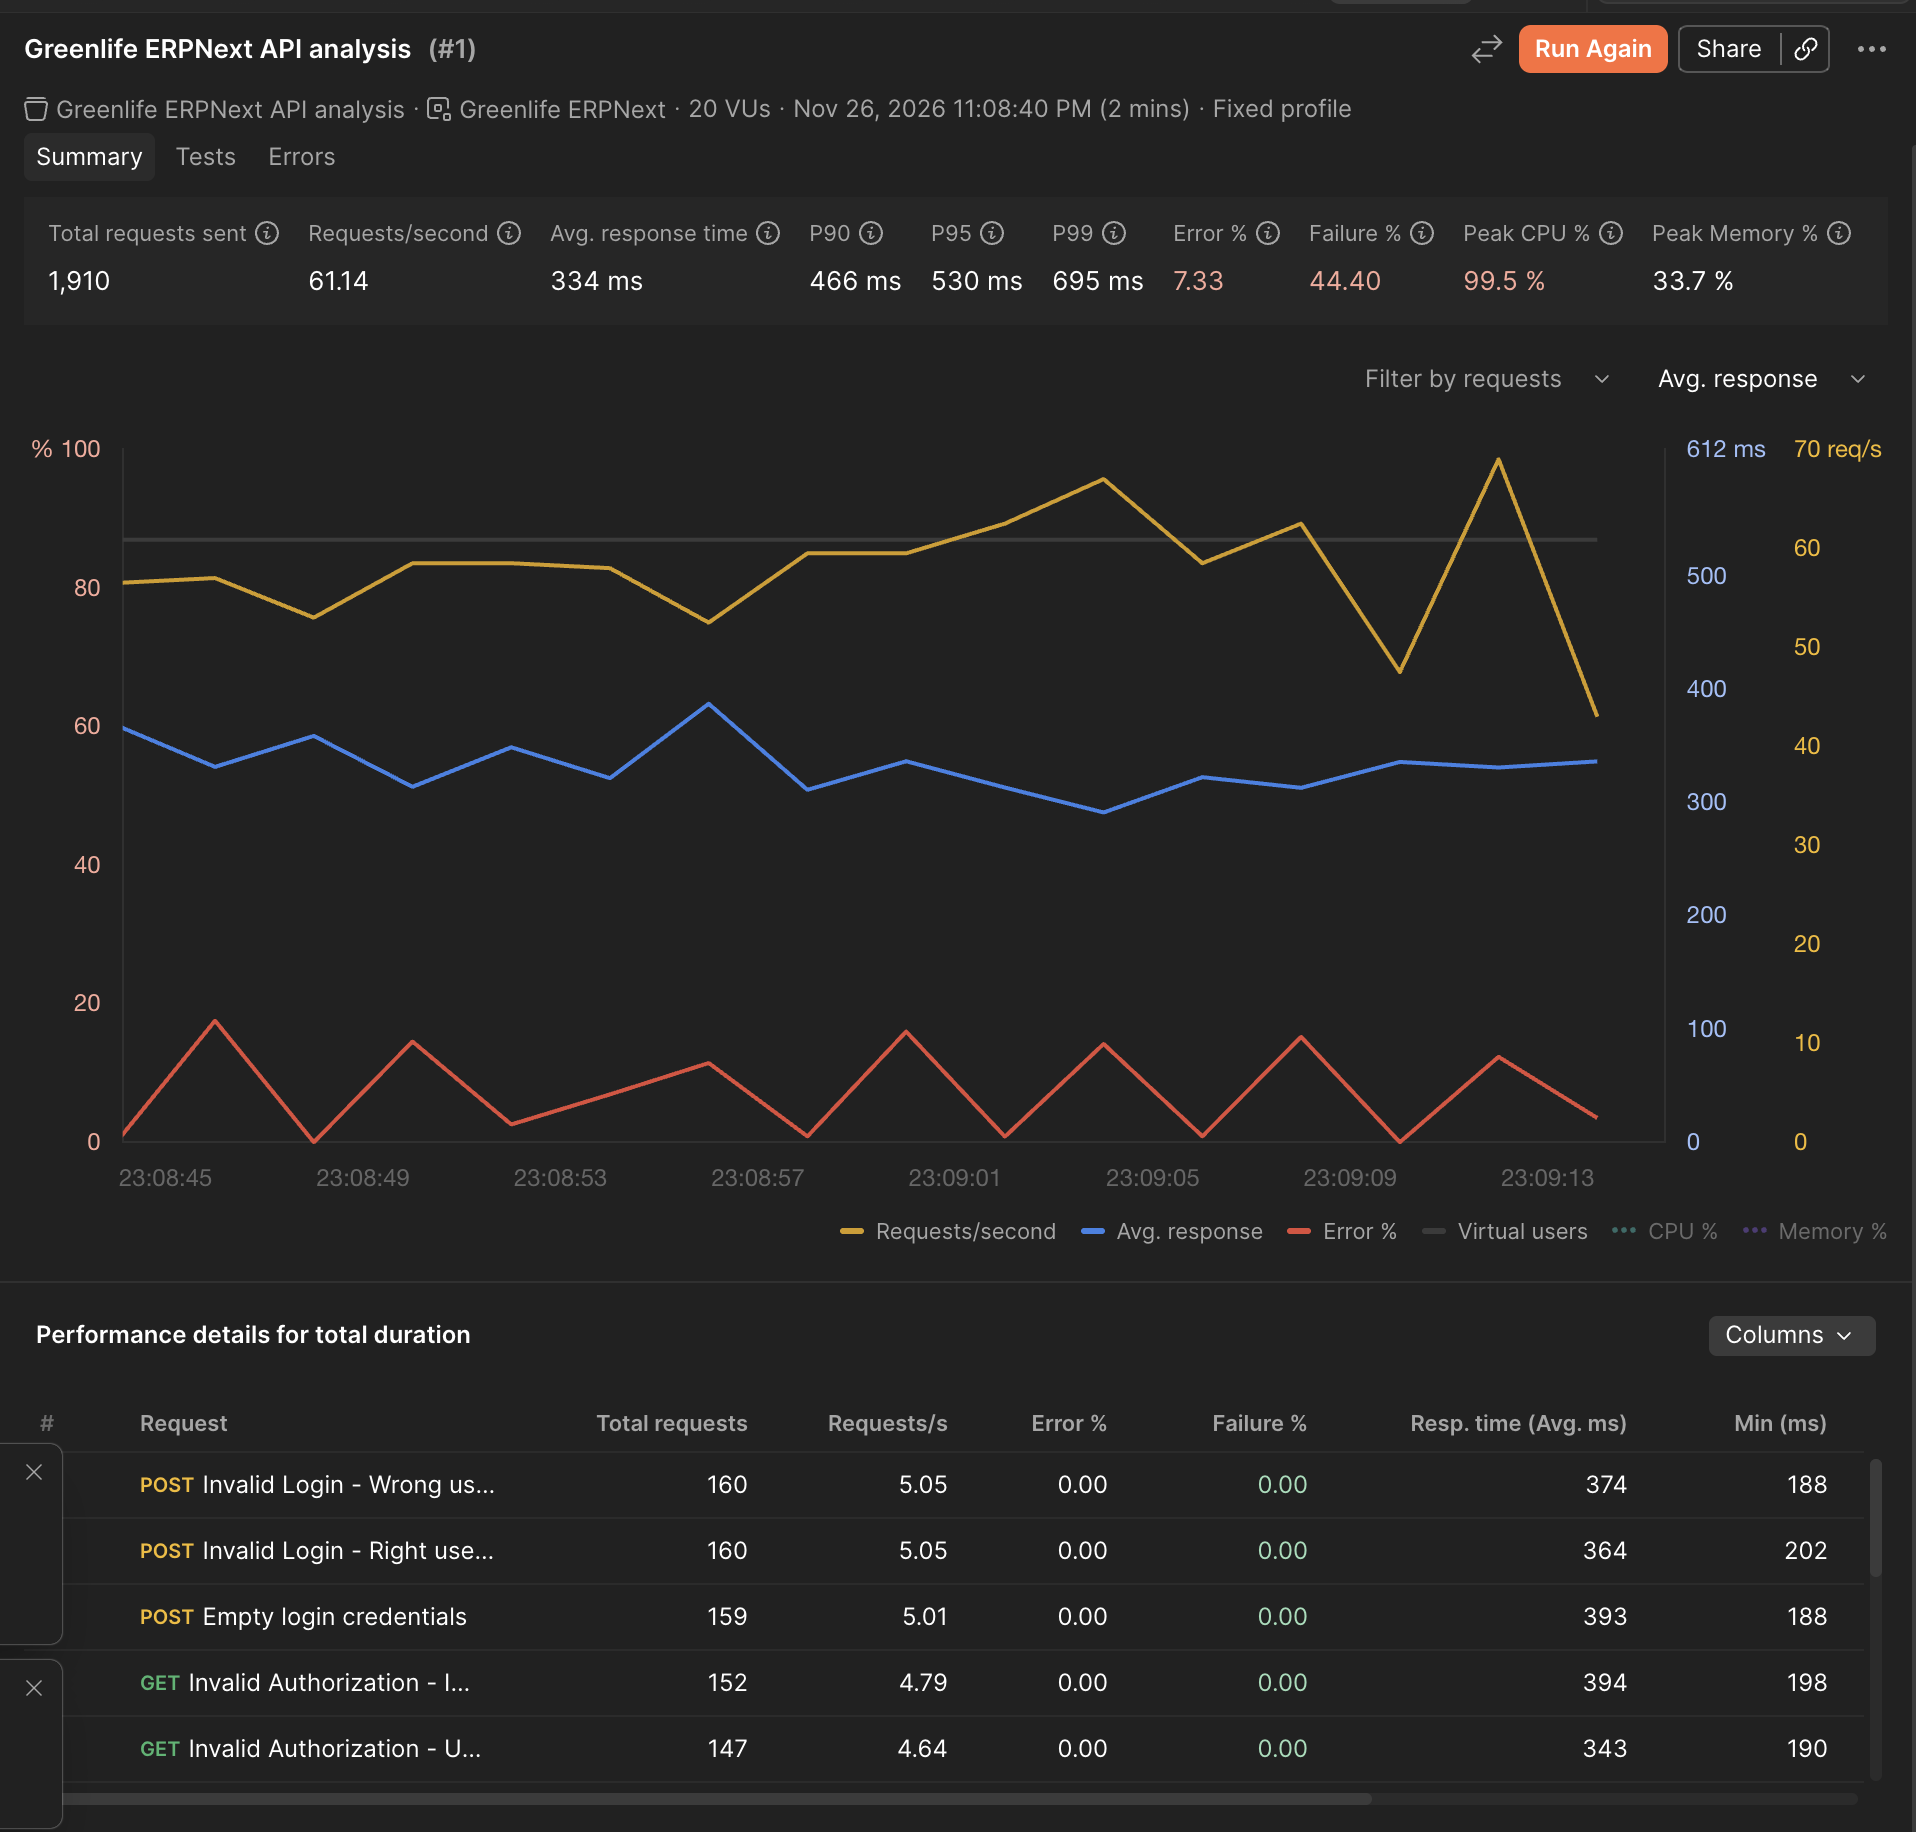 Greenlife ERPNext API analysis (#1)
Run Again
Share
Greenlife ERPNext API analysis · Greenlife ERPNext · 20 VUs · Nov 26, 2026 11:08:40 PM (2 mins) · Fixed profile
Summary Tests Errors
Total requests sent Requests/second Avg. response time P90 P95 P99 Error % Failure % Peak CPU % Peak Memory %
1,910 61.14 334 ms 466 ms 530 ms 695 ms 7.33 44.40 99.5 % 33.7 %
Filter by requests Avg. response
% 100 612 ms 70 req/s
60
500
80
50
400
60 40
300
30
40
200
20
20
100
10
0 0 0
23:08:45 23:08:49 23:08:53 23:08:57 23:09:01 23:09:05 23:09:09 23:09:13
Requests/second Avg. response Error % Virtual users CPU % Memory %
Performance details for total duration
Columns
# Request Total requests Requests/s Error % Failure % Resp. time (Avg. ms) Min (ms)
POST Invalid Login - Wrong us... 160 5.05 0.00 0.00 374 188
POST Invalid Login - Right use... 160 5.05 0.00 0.00 364 202
POST Empty login credentials 159 5.01 0.00 0.00 393 188
GET Invalid Authorization - I... 152 4.79 0.00 0.00 394 198
GET Invalid Authorization - U... 147 4.64 0.00 0.00 343 190